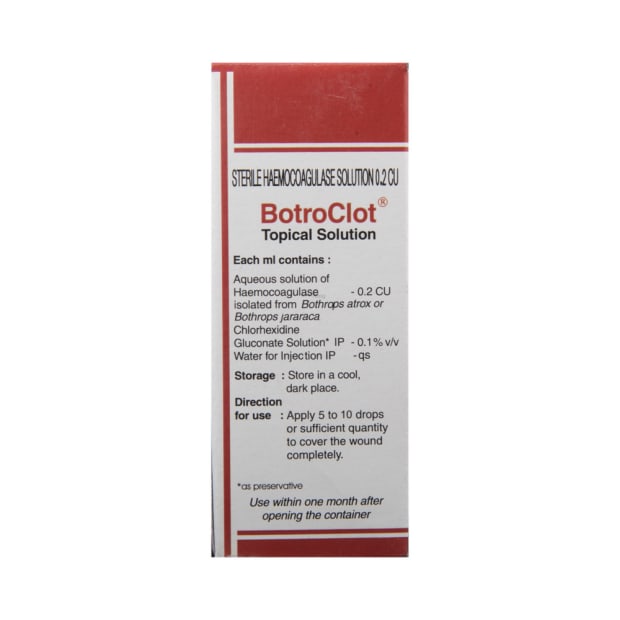 STERILE HAEMOCOAGULASE SOLUTION 0.2 CU
BotroClot®
Topical Solution
Each ml contains :
Aqueous solution of
Haemocoagulase - 0.2 CU
isolated from Bothrops atrox or
Bothrops jararaca
Chlorhexidine
Gluconate Solution* IP - 0.1% v/v
Water for Injection IP - qs
Storage : Store in a cool,
dark place.
Direction
for use : Apply 5 to 10 drops
or sufficient quantity
to cover the wound
completely.
*as preservative
Use within one month after
opening the container